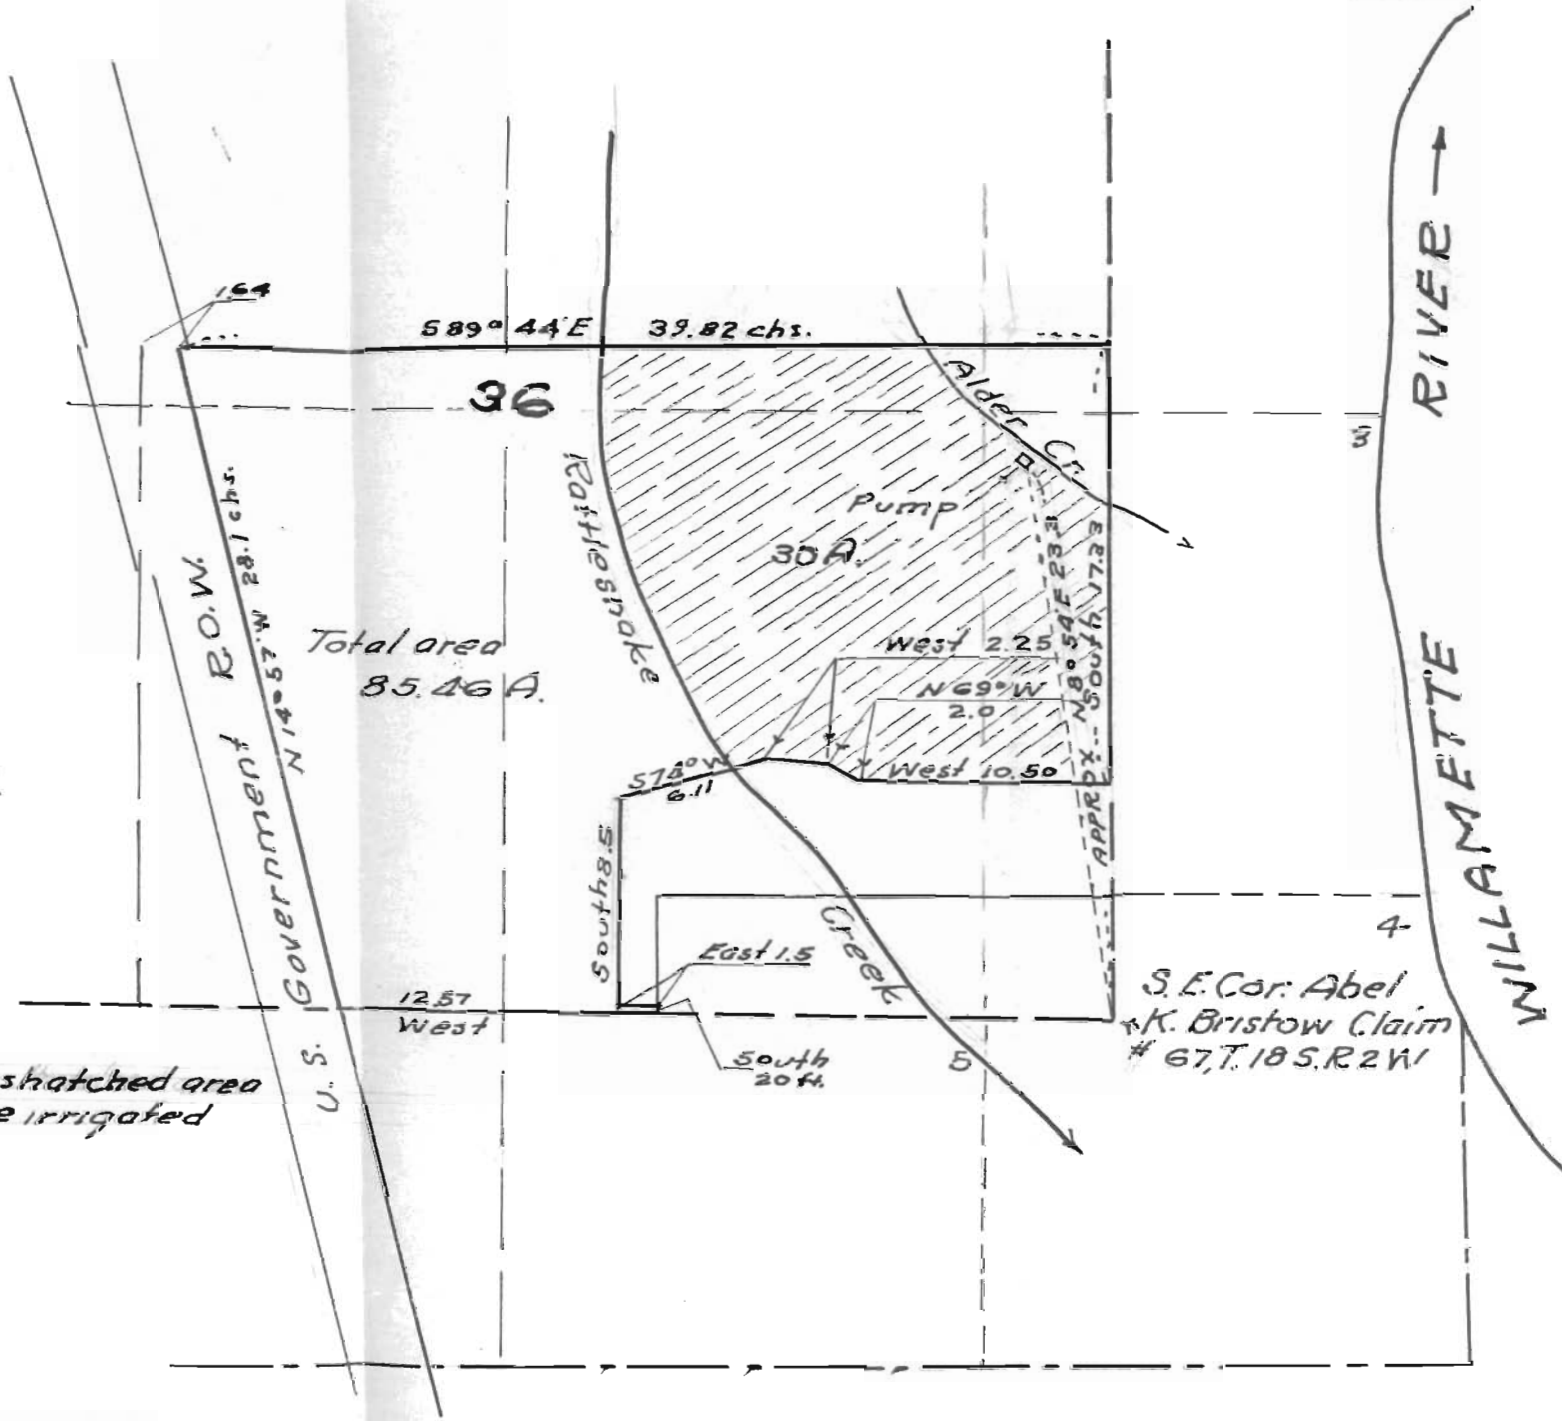 1.64
S 89° 44' E 39.82 chs.
36
Alder Cr.
RIVER
3
Pump
30 A.
Rattlesnake
N 14° 57' W 28.1 chs.
R.O.W.
Total area
85.46 A.
West 2.25
N 69° W
2.0
West 10.50
APPROX N 8° 54' E 23.3
South 17.33
6.11
South 8.5
U.S. Government
WILLAMETTE
Creek
East 1.5
12.57
West
South
20 ft.
4
5
S.E. Cor. Abel
K. Bristow Claim
# 67, T. 18 S. R 2 W
shatched area
e irrigated